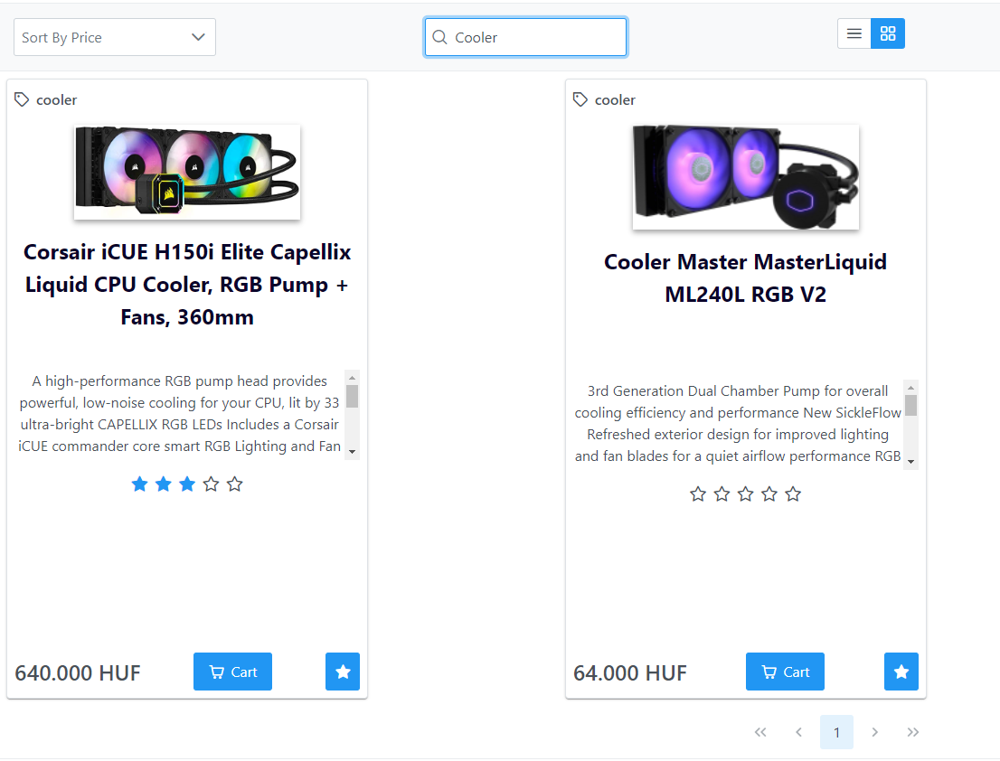 Sort By Price
Cooler
cooler
Corsair iCUE H150i Elite Capellix
Liquid CPU Cooler, RGB Pump +
Fans, 360mm
A high-performance RGB pump head provides
powerful, low-noise cooling for your CPU, lit by 33
ultra-bright CAPELLIX RGB LEDs Includes a Corsair
iCUE commander core smart RGB Lighting and Fan
640.000 HUF
Cart
cooler
Cooler Master MasterLiquid
ML240L RGB V2
3rd Generation Dual Chamber Pump for overall
cooling efficiency and performance New SickleFlow
Refreshed exterior design for improved lighting
and fan blades for a quiet airflow performance RGB
64.000 HUF
Cart
1